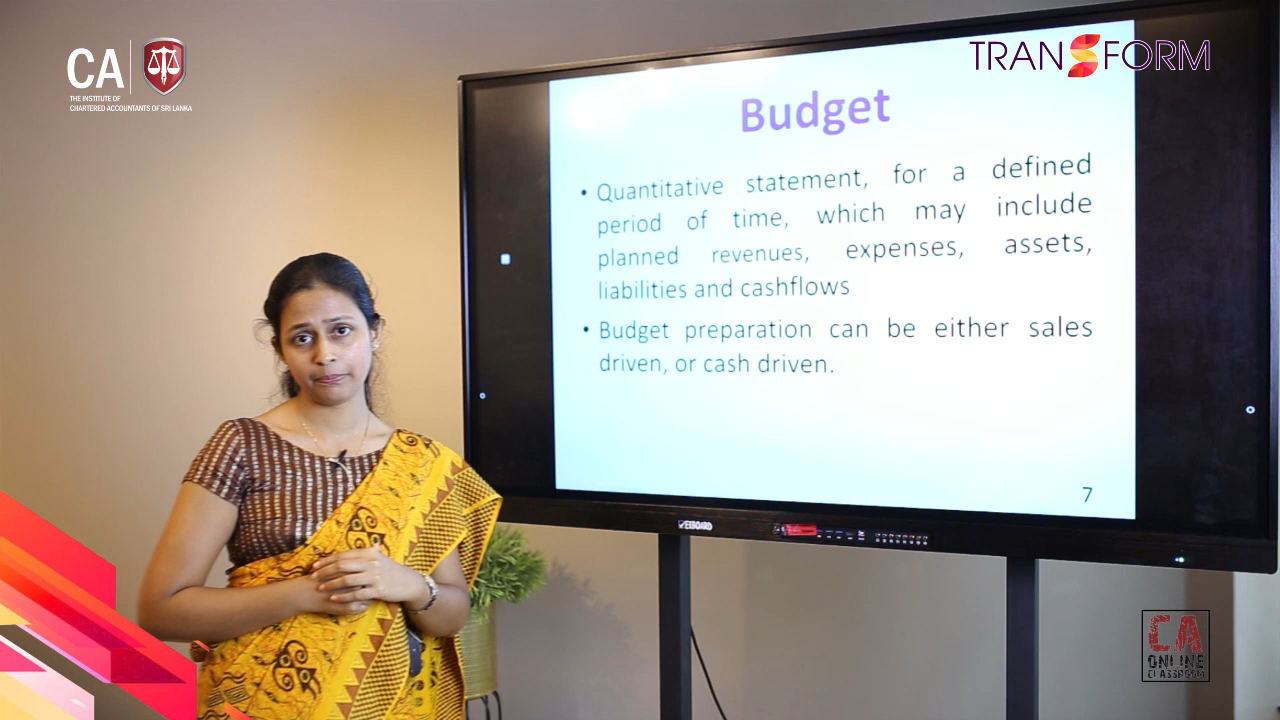 CA
THE INSTITUTE OF
CHARTERED ACCOUNTANTS OF SRI LANKA
TRANSFORM
Budget
• Quantitative statement, for a defined
period of time, which may include
planned revenues, expenses, assets,
liabilities and cashflows
• Budget preparation can be either sales
driven, or cash driven.
7
CA
ONLINE
CLASSROOM